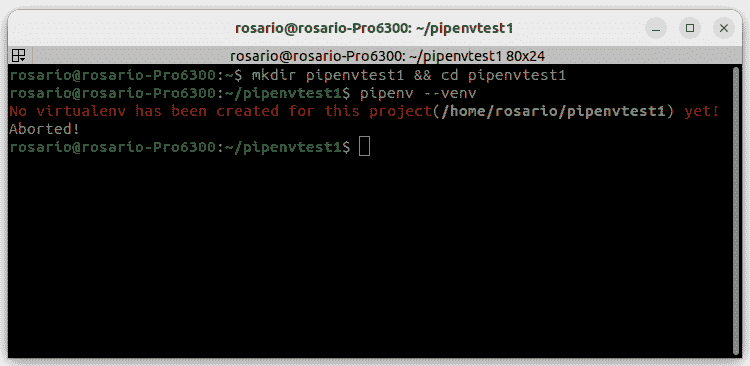 rosario@rosario-Pro6300: ~/pipenvtest1
rosario@rosario-Pro6300: ~/pipenvtest1 80x24
rosario@rosario-Pro6300:~$ mkdir pipenvtest1 && cd pipenvtest1
rosario@rosario-Pro6300:~/pipenvtest1$ pipenv --venv
No virtualenv has been created for this project(/home/rosario/pipenvtest1) yet!
Aborted!
rosario@rosario-Pro6300:~/pipenvtest1$